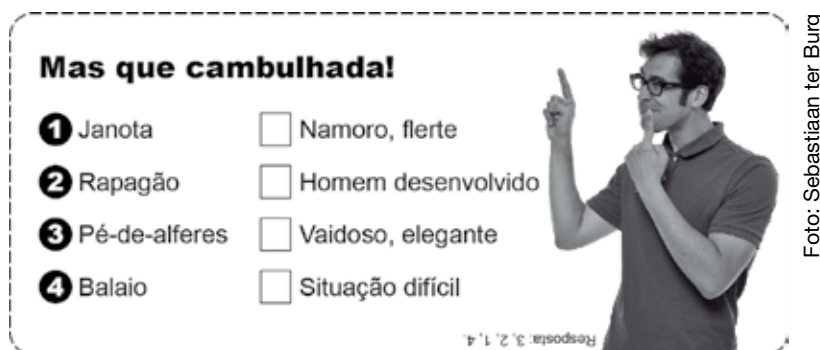 Mas que cambulhada!
1 Janota
Namoro, flerte
2 Rapagão
Homem desenvolvido
3 Pé-de-alferes
Vaidoso, elegante
4 Balaio
Situação difícil
Resposta: 3, 2, 1, 4.
Foto: Sebastiaan ter Burg